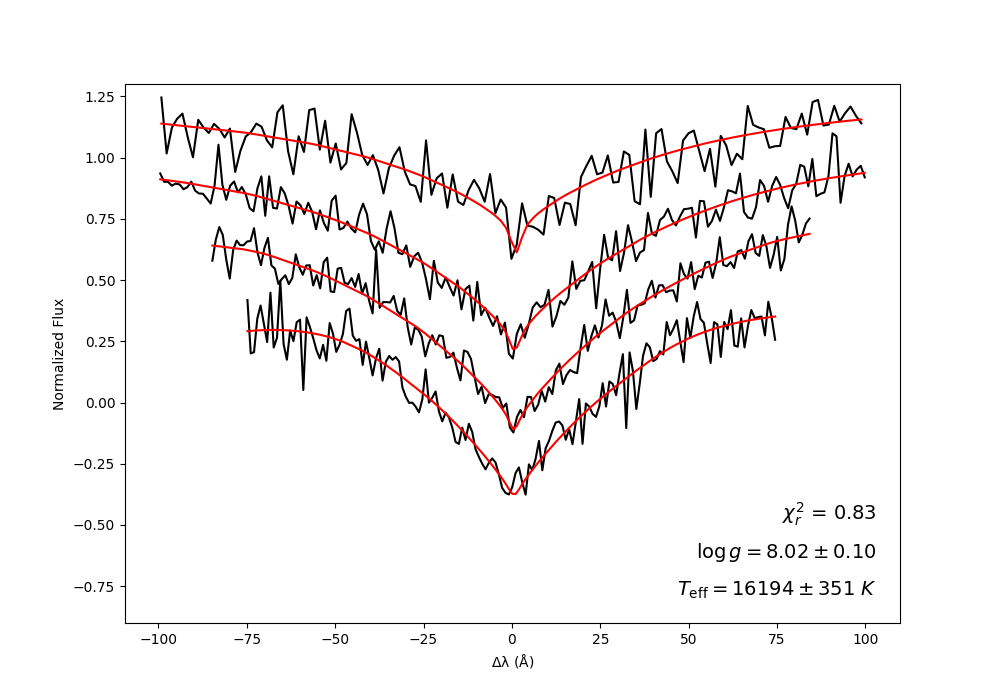 1.25
1.00
0.75
0.50
0.25
0.00
−0.25
−0.50
−0.75
Normalized Flux
χ²ᵣ = 0.83
log g = 8.02 ± 0.10
T_eff = 16194 ± 351 K
−100 −75 −50 −25 0 25 50 75 100
Δλ (Å)